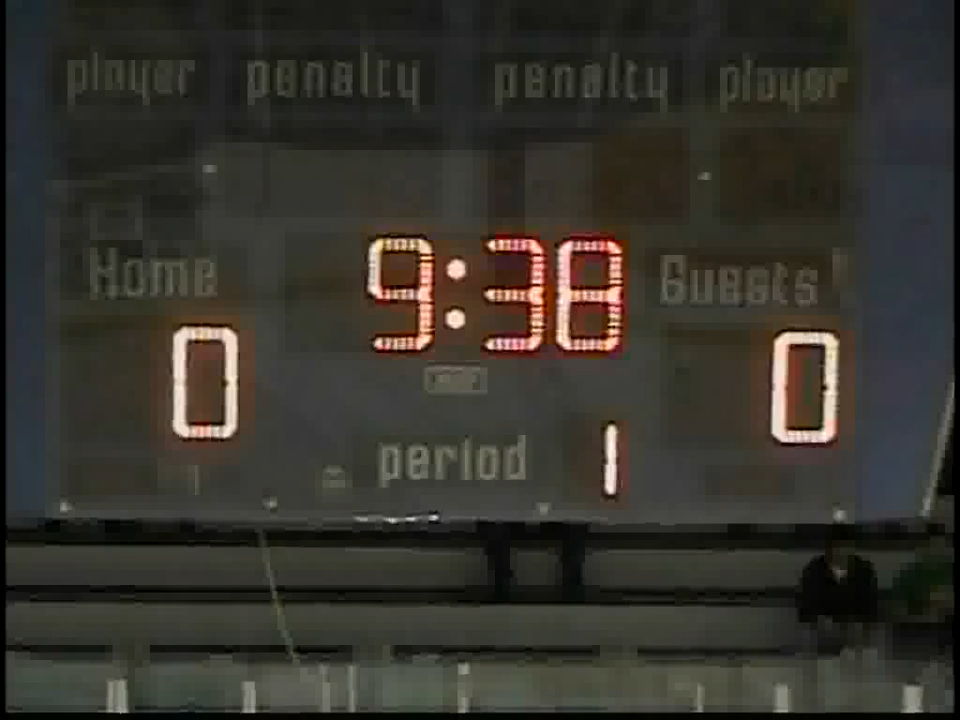 player penalty penalty player
9:38
Home Guests
0 0
period 1